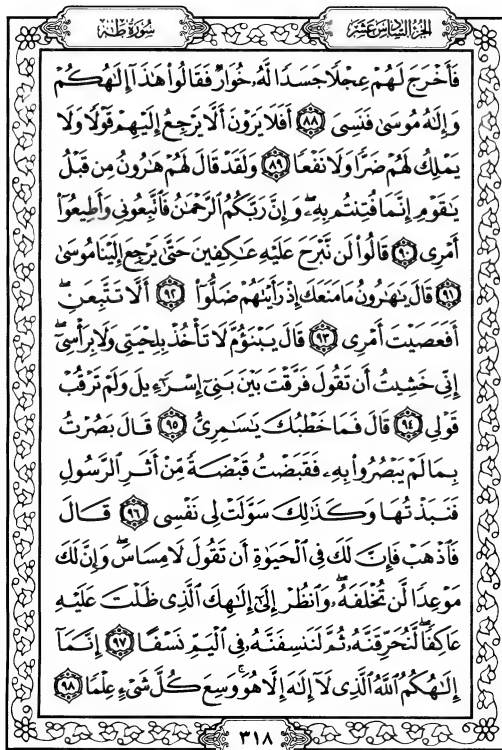 الجزء السادس عشر
سورة طه
فَأَخْرَجَ لَهُمْ عِجْلًا جَسَدًا لَّهُۥ خُوَارٌ فَقَالُوا۟ هَٰذَآ إِلَٰهُكُمْ
وَإِلَٰهُ مُوسَىٰ فَنَسِىَ ٨٨ أَفَلَا يَرَوْنَ أَلَّا يَرْجِعُ إِلَيْهِمْ قَوْلًا وَلَا
يَمْلِكُ لَهُمْ ضَرًّا وَلَا نَفْعًا ٨٩ وَلَقَدْ قَالَ لَهُمْ هَٰرُونُ مِن قَبْلُ
يَٰقَوْمِ إِنَّمَا فُتِنتُم بِهِۦ وَإِنَّ رَبَّكُمُ ٱلرَّحْمَٰنُ فَٱتَّبِعُونِى وَأَطِيعُوٓا۟
أَمْرِى ٩٠ قَالُوا۟ لَن نَّبْرَحَ عَلَيْهِ عَٰكِفِينَ حَتَّىٰ يَرْجِعَ إِلَيْنَا مُوسَىٰ
٩١ قَالَ يَٰهَٰرُونُ مَا مَنَعَكَ إِذْ رَأَيْتَهُمْ ضَلُّوٓا۟ ٩٢ أَلَّا تَتَّبِعَنِ ۖ
أَفَعَصَيْتَ أَمْرِى ٩٣ قَالَ يَبْنَؤُمَّ لَا تَأْخُذْ بِلِحْيَتِى وَلَا بِرَأْسِىٓ ۖ
إِنِّى خَشِيتُ أَن تَقُولَ فَرَّقْتَ بَيْنَ بَنِىٓ إِسْرَٰٓءِيلَ وَلَمْ تَرْقُبْ
قَوْلِى ٩٤ قَالَ فَمَا خَطْبُكَ يَٰسَٰمِرِىُّ ٩٥ قَالَ بَصُرْتُ
بِمَا لَمْ يَبْصُرُوا۟ بِهِۦ فَقَبَضْتُ قَبْضَةً مِّنْ أَثَرِ ٱلرَّسُولِ
فَنَبَذْتُهَا وَكَذَٰلِكَ سَوَّلَتْ لِى نَفْسِى ٩٦ قَالَ
فَٱذْهَبْ فَإِنَّ لَكَ فِى ٱلْحَيَوٰةِ أَن تَقُولَ لَا مِسَاسَ ۖ وَإِنَّ لَكَ
مَوْعِدًا لَّن تُخْلَفَهُۥ ۖ وَٱنظُرْ إِلَىٰٓ إِلَٰهِكَ ٱلَّذِى ظَلْتَ عَلَيْهِ
عَاكِفًا ۖ لَّنُحَرِّقَنَّهُۥ ثُمَّ لَنَنسِفَنَّهُۥ فِى ٱلْيَمِّ نَسْفًا ٩٧ إِنَّمَآ
إِلَٰهُكُمُ ٱللَّهُ ٱلَّذِى لَآ إِلَٰهَ إِلَّا هُوَ ۚ وَسِعَ كُلَّ شَىْءٍ عِلْمًا ٩٨
٣١٨